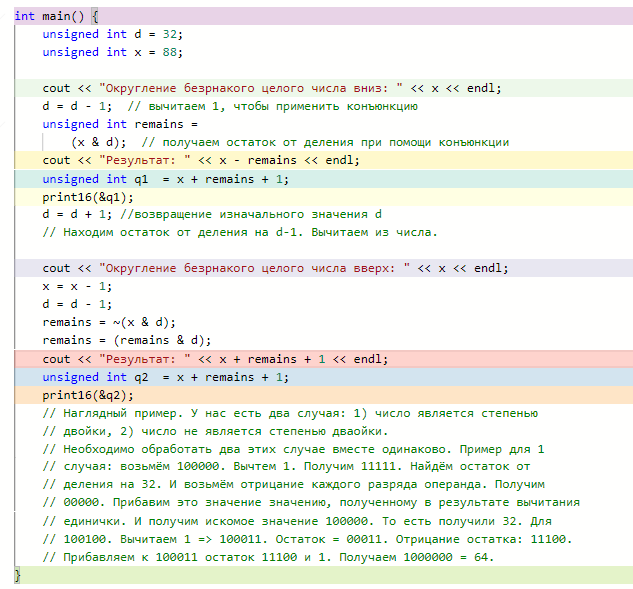 int main() {
unsigned int d = 32;
unsigned int x = 88;
cout << "Округление безрнакого целого числа вниз: " << x << endl;
d = d - 1;  // вычитаем 1, чтобы применить конъюнкцию
unsigned int remains =
(x & d);  // получаем остаток от деления при помощи конъюнкции
cout << "Результат: " << x - remains << endl;
unsigned int q1  = x + remains + 1;
print16(&q1);
d = d + 1; //возвращение изначального значения d
// Находим остаток от деления на d-1. Вычитаем из числа.
cout << "Округление безрнакого целого числа вверх: " << x << endl;
x = x - 1;
d = d - 1;
remains = ~(x & d);
remains = (remains & d);
cout << "Результат: " << x + remains + 1 << endl;
unsigned int q2  = x + remains + 1;
print16(&q2);
// Наглядный пример. У нас есть два случая: 1) число является степенью
// двойки, 2) число не является степенью дваойки.
// Необходимо обработать два этих случае вместе одинаково. Пример для 1
// случая: возьмём 100000. Вычтем 1. Получим 11111. Найдём остаток от
// деления на 32. И возьмём отрицание каждого разряда операнда. Получим
// 00000. Прибавим это значение значению, полученному в результате вычитания
// единички. И получим искомое значение 100000. То есть получили 32. Для
// 100100. Вычитаем 1 => 100011. Остаток = 00011. Отрицание остатка: 11100.
// Прибавляем к 100011 остаток 11100 и 1. Получаем 1000000 = 64.
}